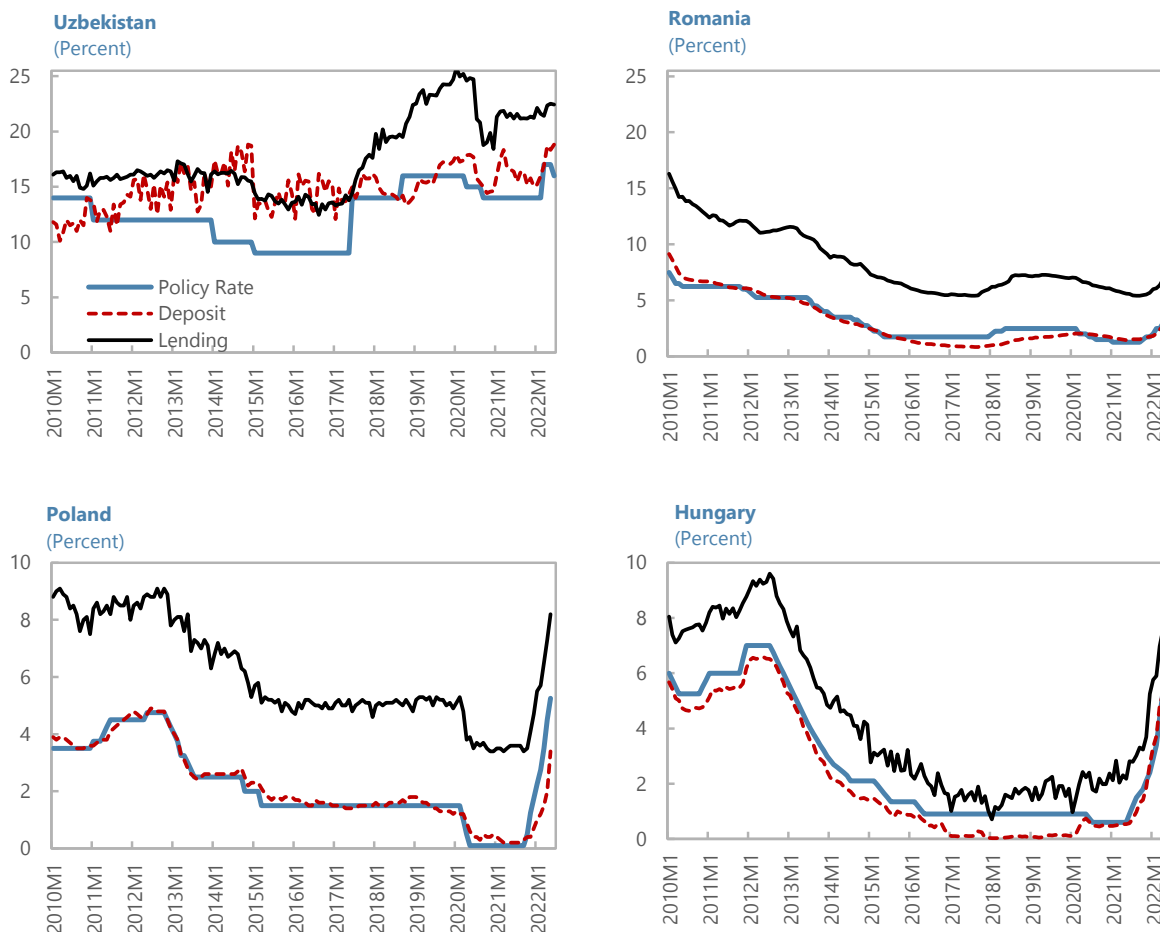 Uzbekistan
(Percent)
25
20
15
10
5
0
Policy Rate
Deposit
Lending
2010M1
2011M1
2012M1
2013M1
2014M1
2015M1
2016M1
2017M1
2018M1
2019M1
2020M1
2021M1
2022M1
Romania
(Percent)
25
20
15
10
5
0
2010M1
2011M1
2012M1
2013M1
2014M1
2015M1
2016M1
2017M1
2018M1
2019M1
2020M1
2021M1
2022M1
Poland
(Percent)
10
8
6
4
2
0
2010M1
2011M1
2012M1
2013M1
2014M1
2015M1
2016M1
2017M1
2018M1
2019M1
2020M1
2021M1
2022M1
Hungary
(Percent)
10
8
6
4
2
0
2010M1
2011M1
2012M1
2013M1
2014M1
2015M1
2016M1
2017M1
2018M1
2019M1
2020M1
2021M1
2022M1